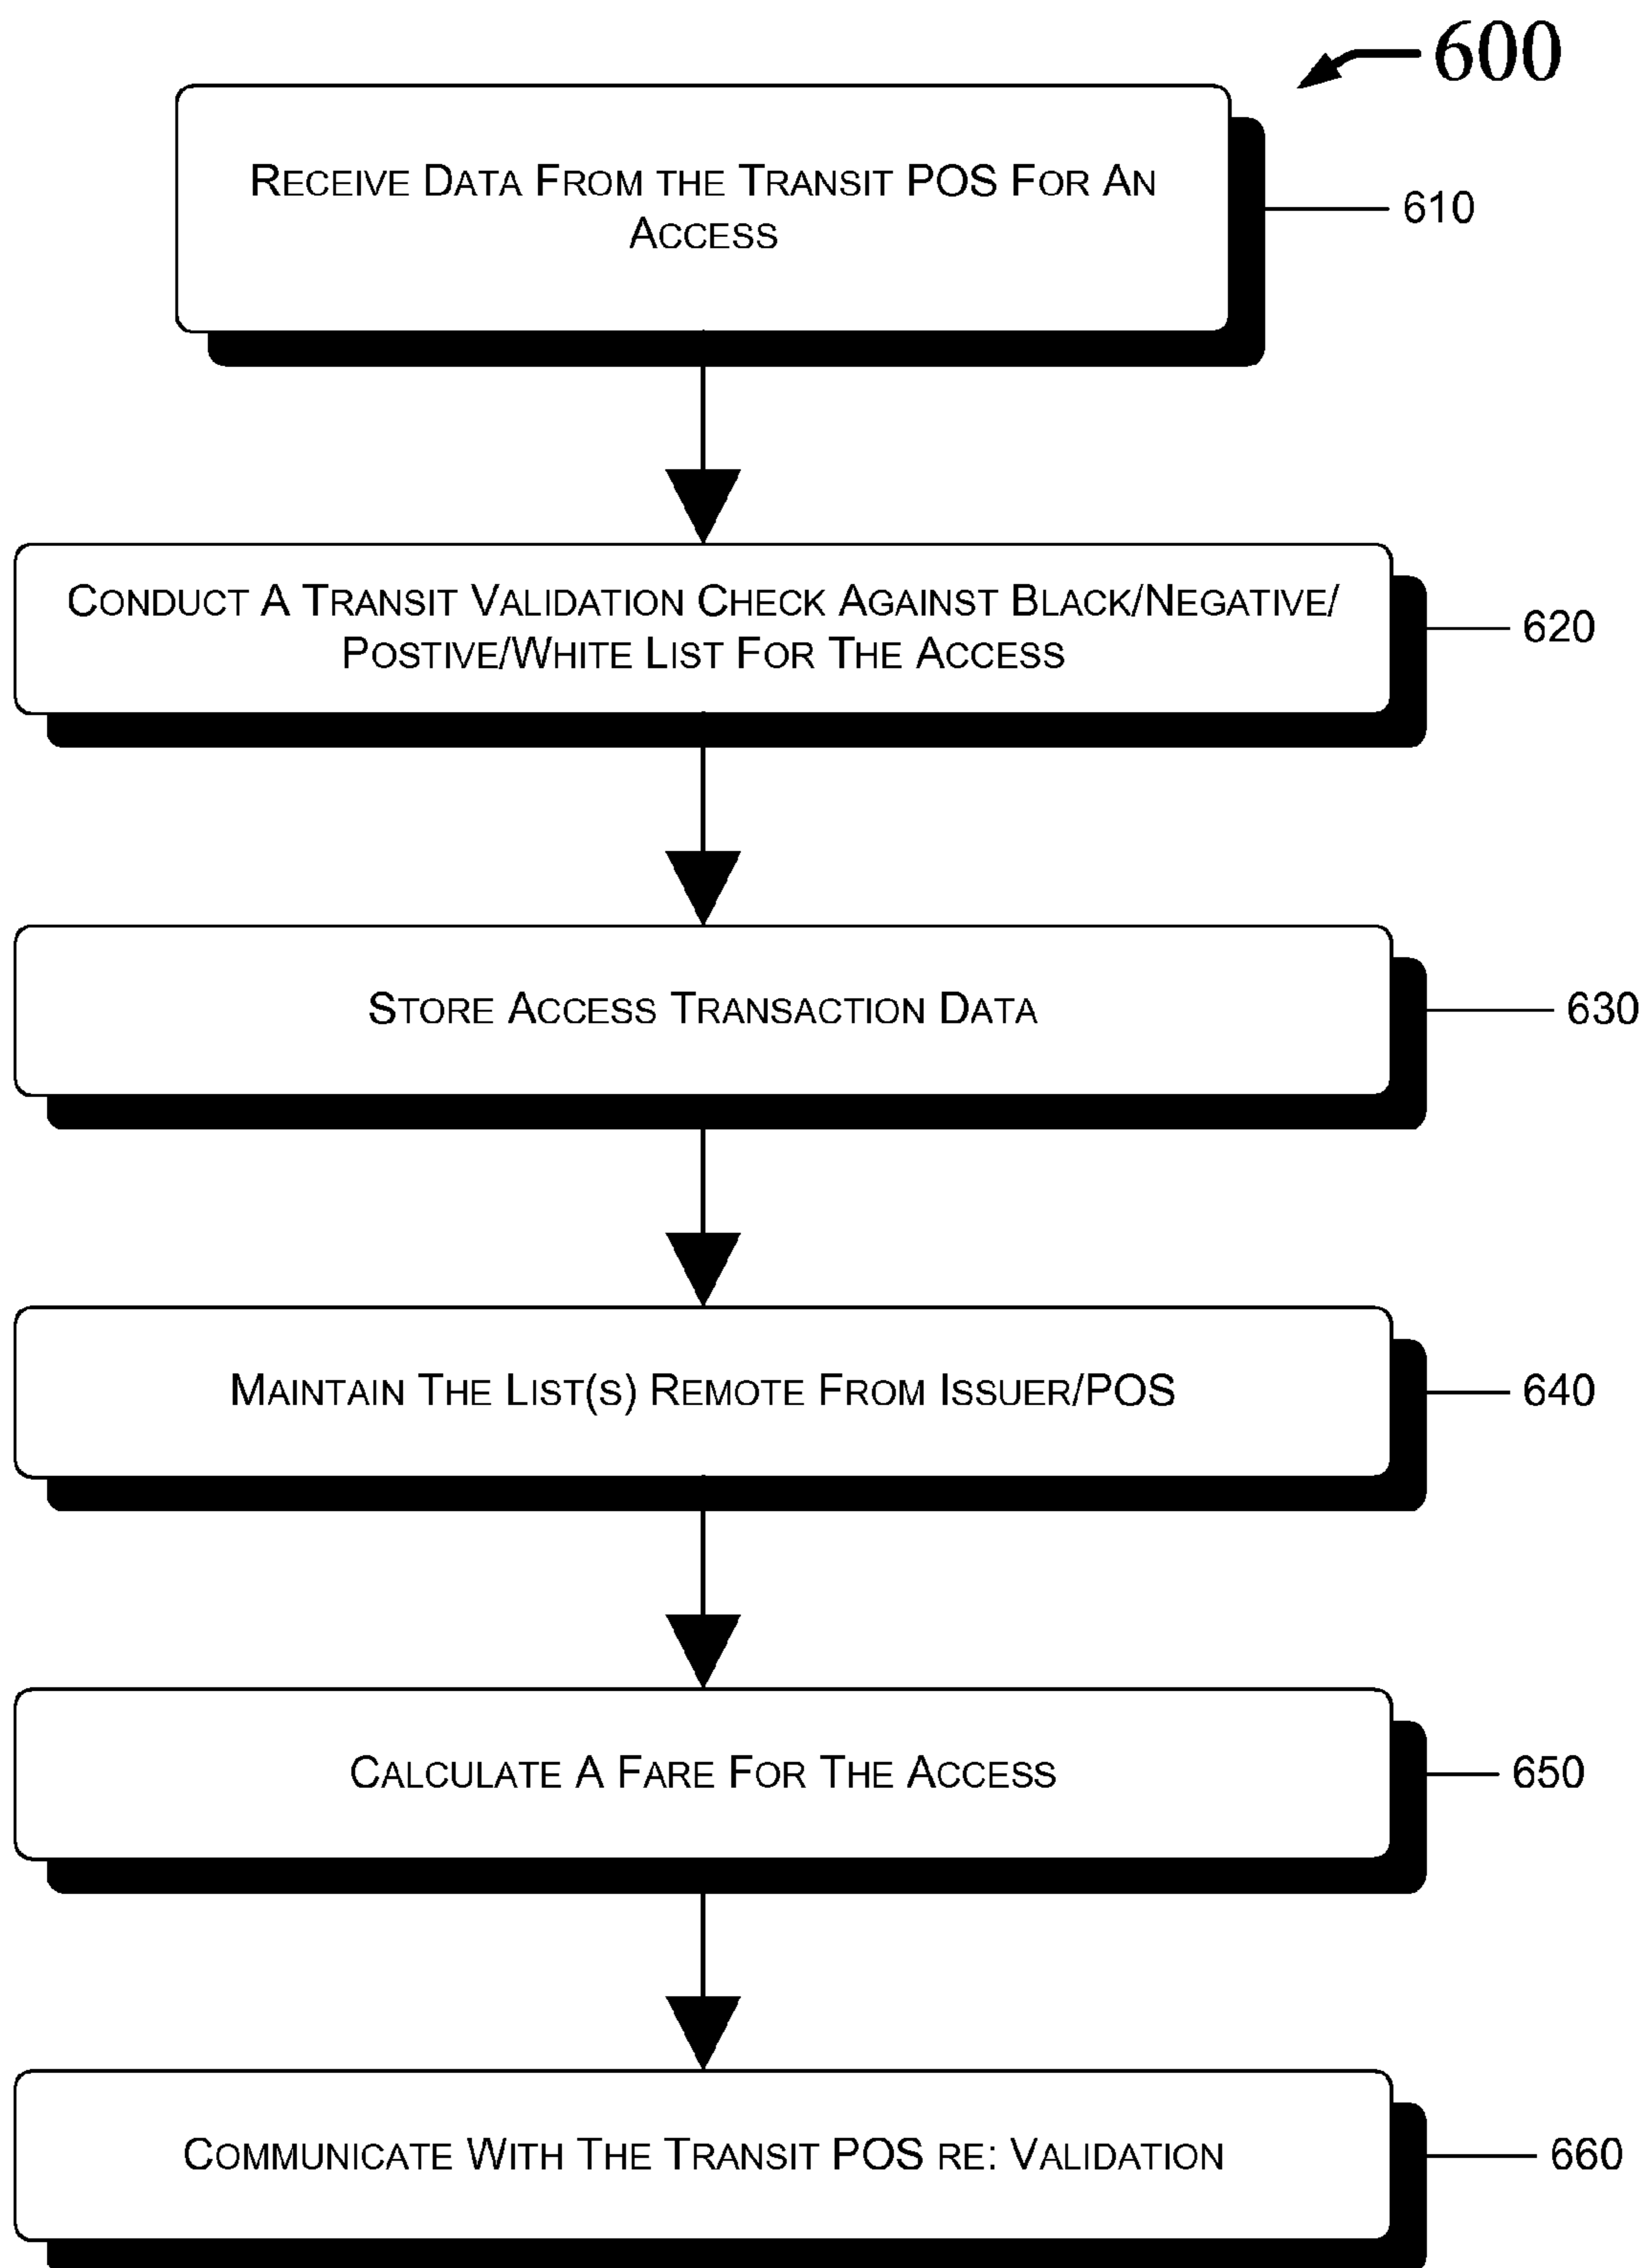 600
RECEIVE DATA FROM THE TRANSIT POS FOR AN
ACCESS
610
CONDUCT A TRANSIT VALIDATION CHECK AGAINST BLACK/NEGATIVE/
POSTIVE/WHITE LIST FOR THE ACCESS
620
STORE ACCESS TRANSACTION DATA
630
MAINTAIN THE LIST(S) REMOTE FROM ISSUER/POS
640
CALCULATE A FARE FOR THE ACCESS
650
COMMUNICATE WITH THE TRANSIT POS RE: VALIDATION
660